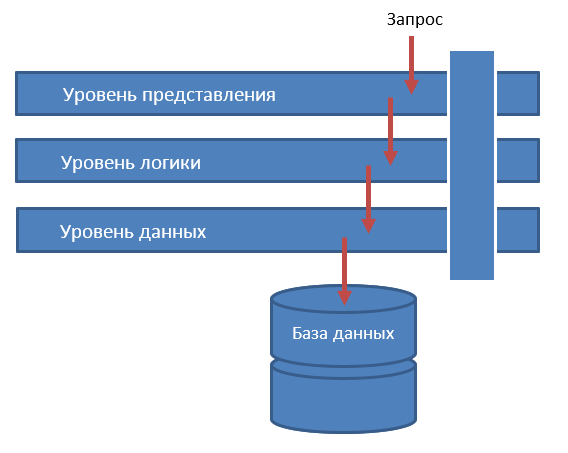 Запрос
Уровень представления
Уровень логики
Уровень данных
База данных